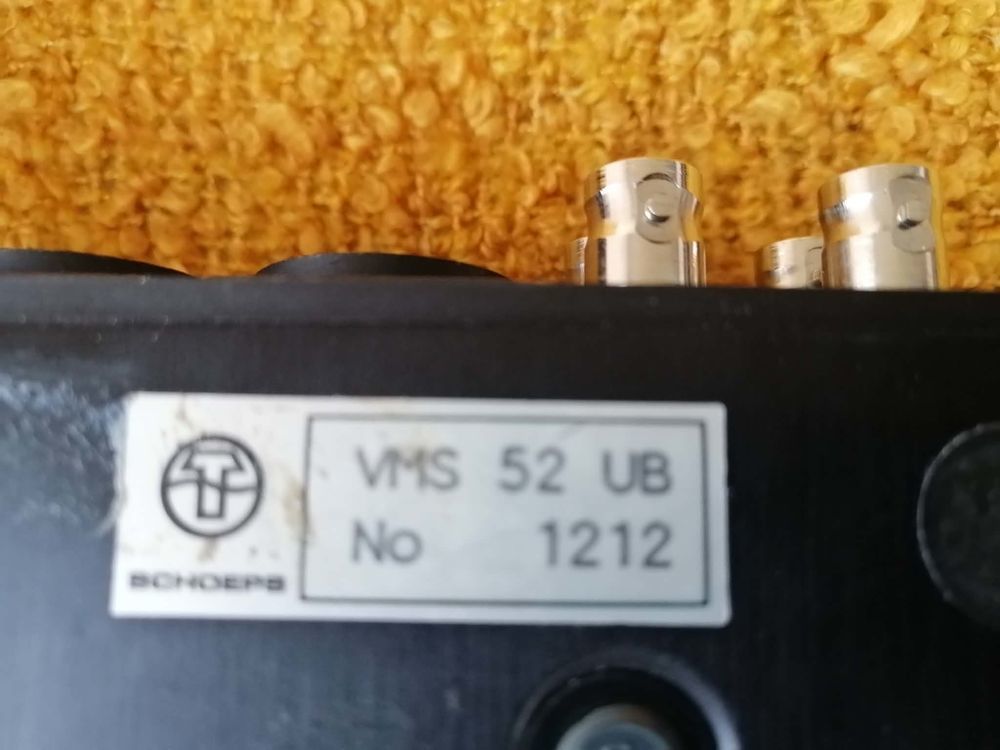 VMS 52 UB
No 1212
SCHOEPS